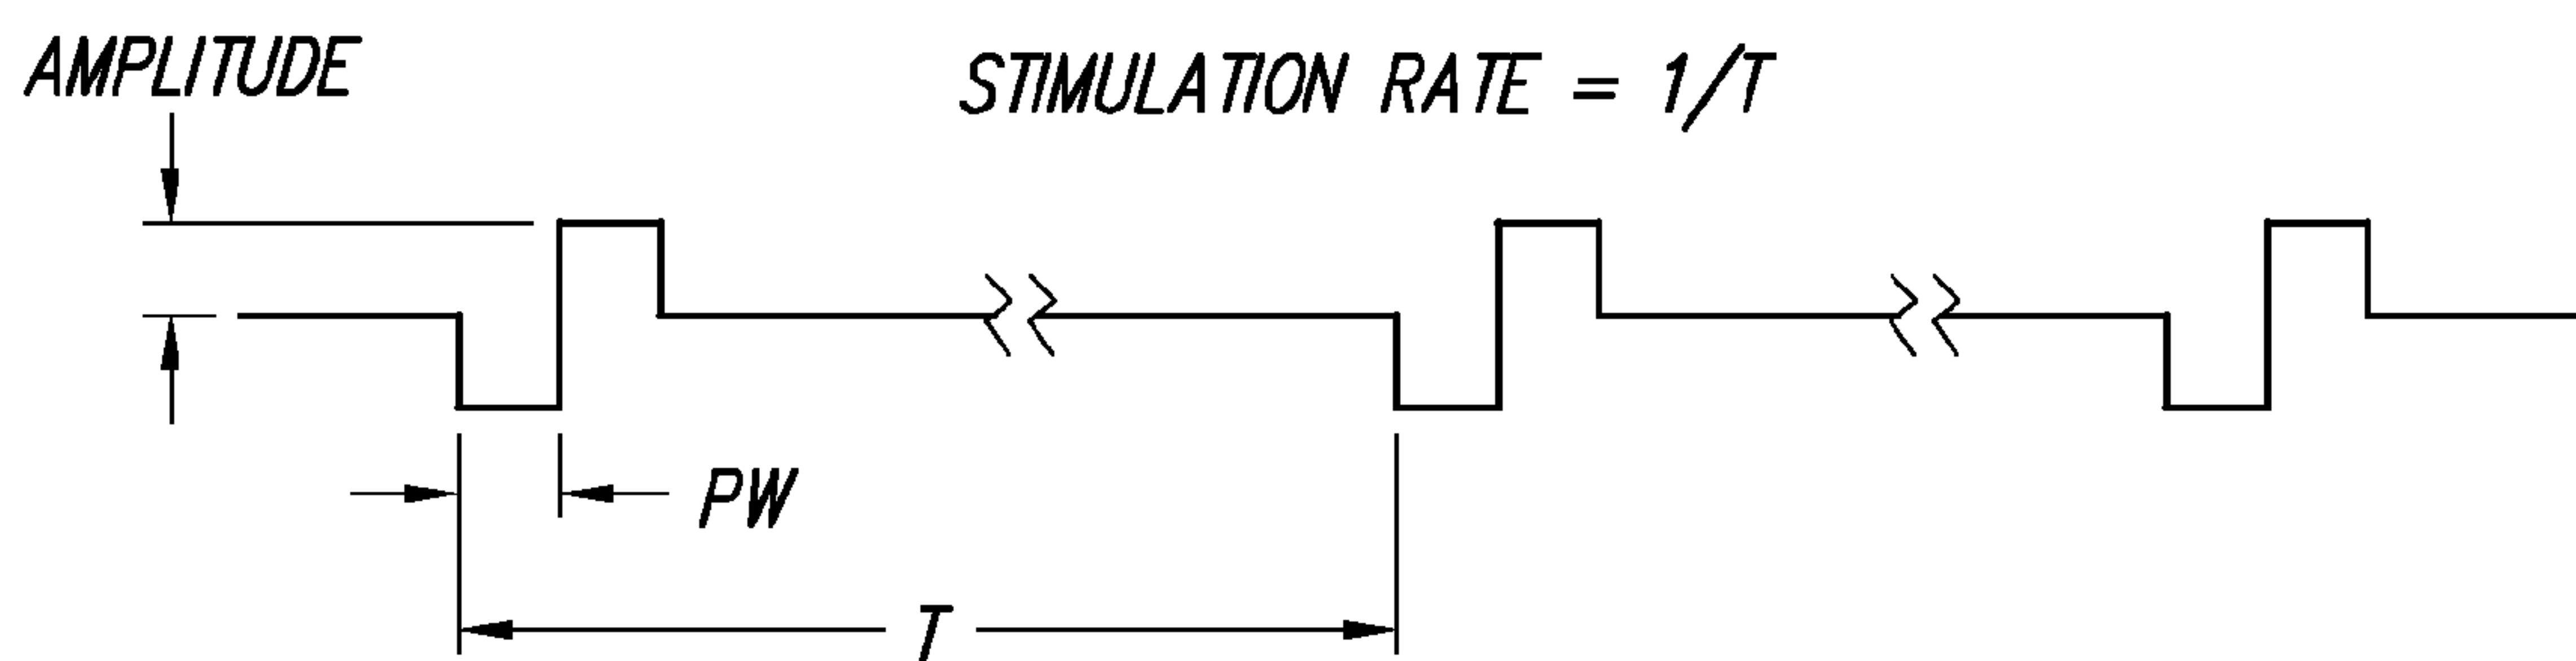 AMPLITUDE
STIMULATION RATE = 1/T
PW
T